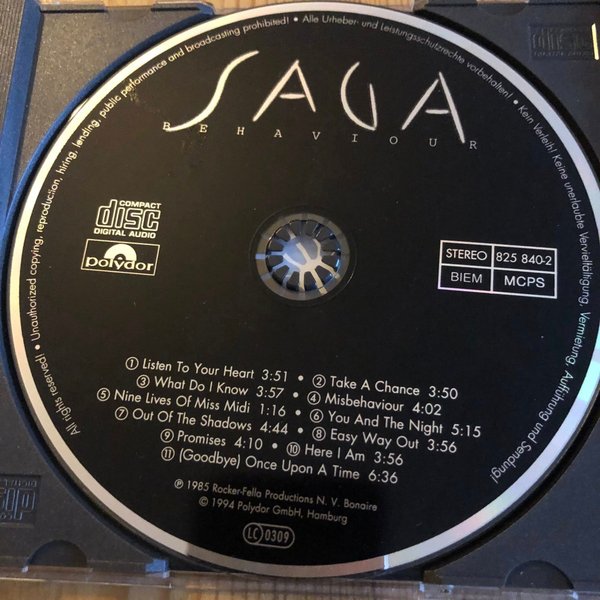 All rights reserved! • Unauthorized copying, reproduction, hiring, lending, public performance and broadcasting prohibited! • Alle Urheber- und Leistungsschutzrechte vorbehalten! • Kein Verleih! Keine unerlaubte Vervielfältigung, Vermietung, Aufführung und Sendung!
SAGA
BEHAVIOUR
COMPACT
disc
DIGITAL AUDIO
polydor
STEREO 825 840-2
BIEM MCPS
① Listen To Your Heart 3:51 • ② Take A Chance 3:50
③ What Do I Know 3:57 • ④ Misbehaviour 4:02
⑤ Nine Lives Of Miss Midi 1:16 • ⑥ You And The Night 5:15
⑦ Out Of The Shadows 4:44 • ⑧ Easy Way Out 3:56
⑨ Promises 4:10 • ⑩ Here I Am 3:56
⑪ (Goodbye) Once Upon A Time 6:36
℗ 1985 Rocker-Fella Productions N. V. Bonaire
© 1994 Polydor GmbH, Hamburg
LC 0309